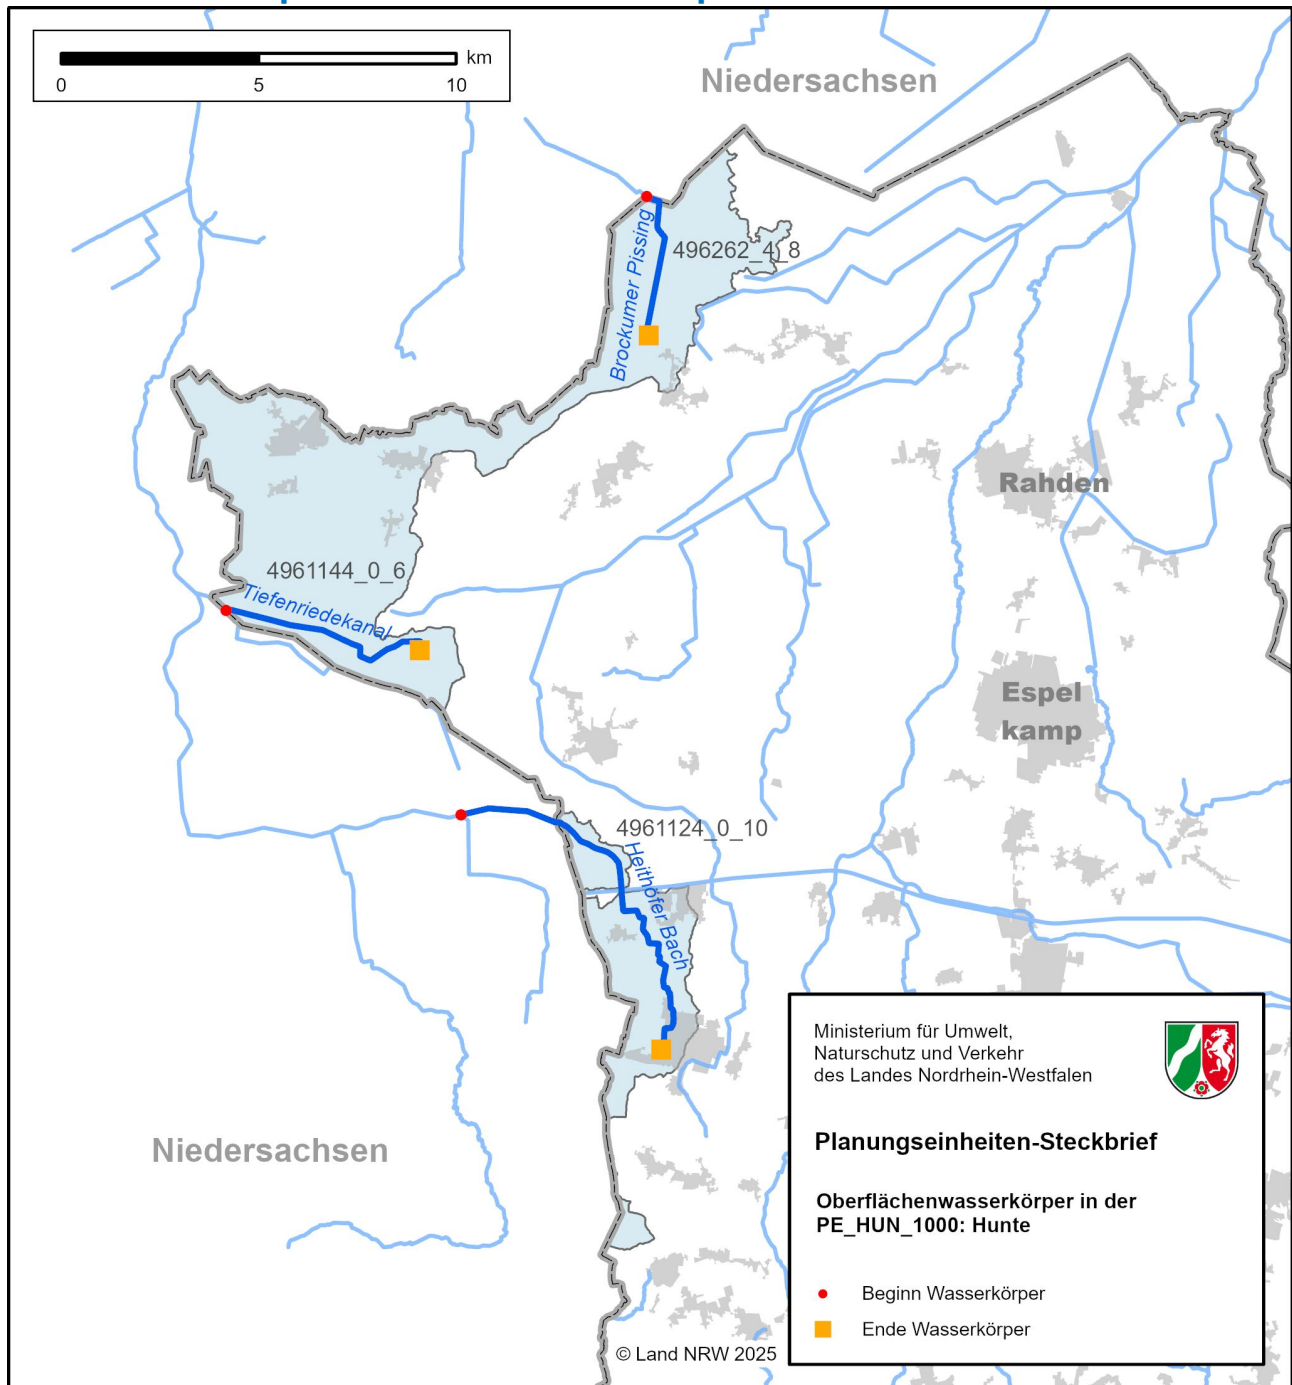 km
0 5 10
Niedersachsen
Brockumer Pissing
496262_4_8
Rahden
4961144_0_6
Tiefenriedekanal
Espel
kamp
4961124_0_10
Heithöfer Bach
Niedersachsen
Ministerium für Umwelt,
Naturschutz und Verkehr
des Landes Nordrhein-Westfalen
Planungseinheiten-Steckbrief
Oberflächenwasserkörper in der
PE_HUN_1000: Hunte
Beginn Wasserkörper
Ende Wasserkörper
© Land NRW 2025